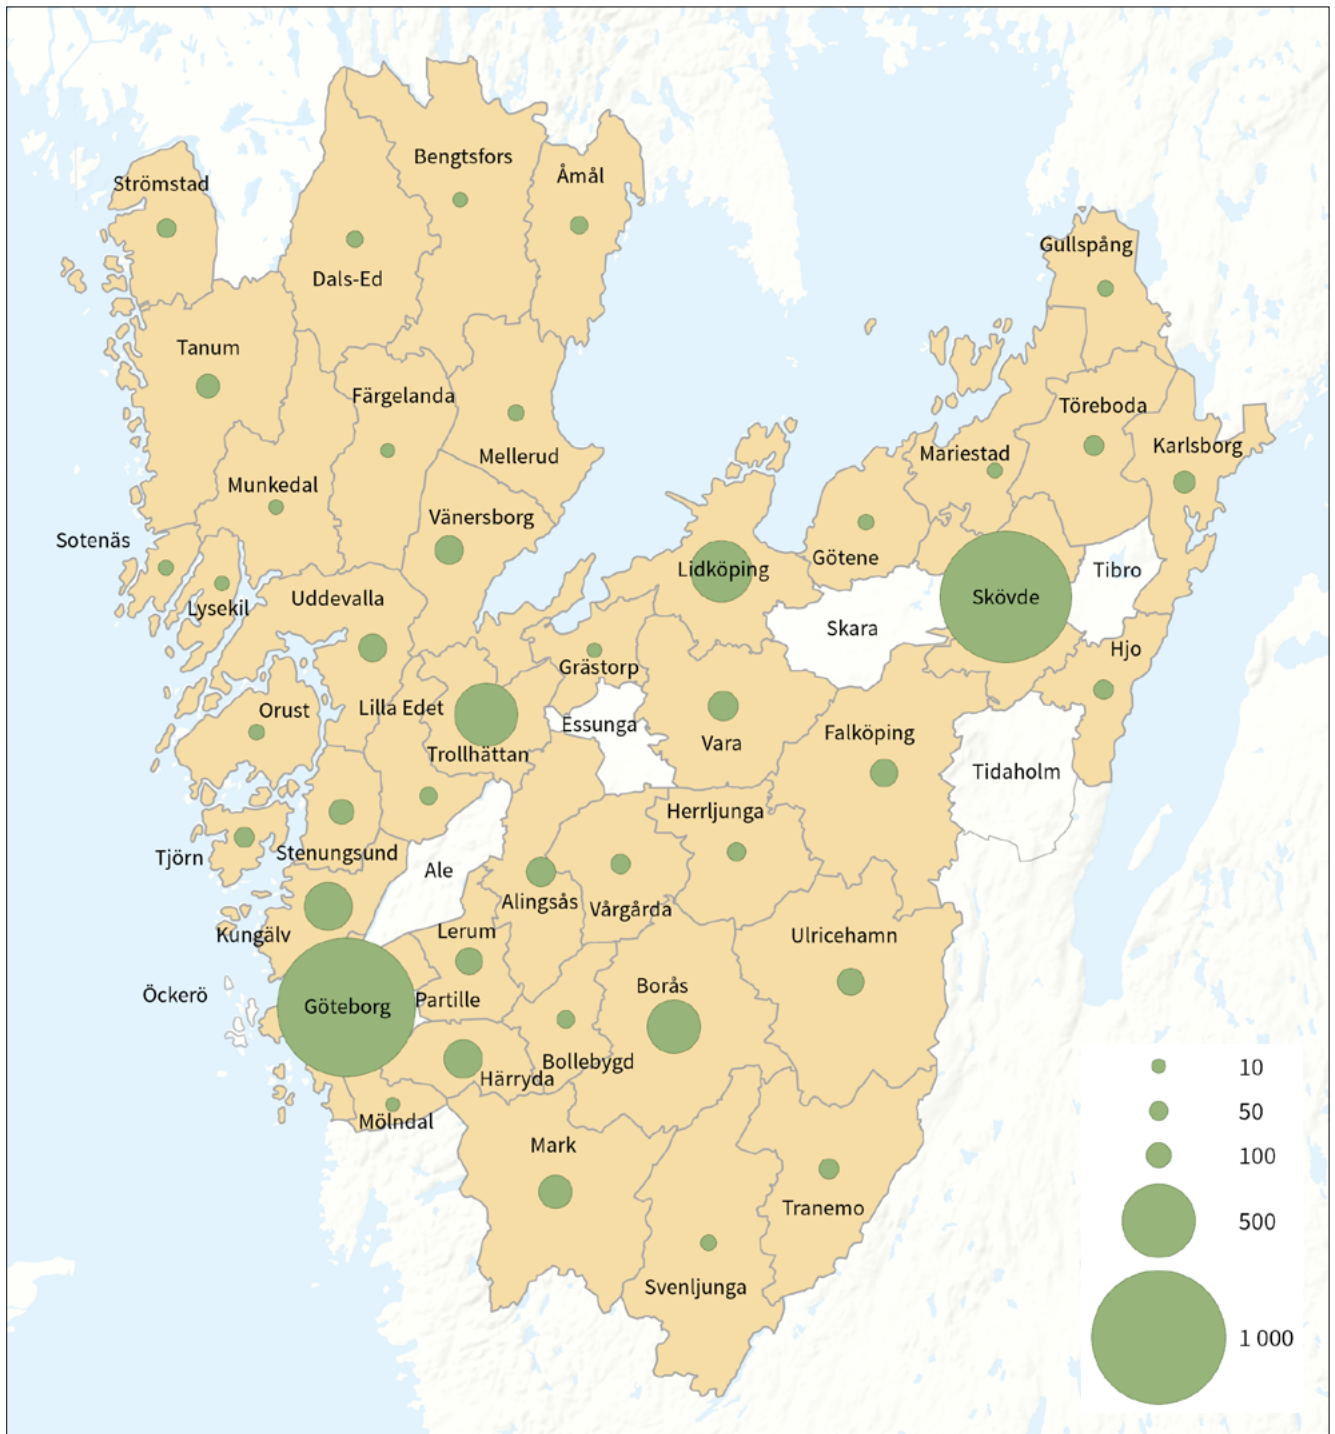 Bengtsfors
Åmål
Strömstad
Gullspång
Dals-Ed
Tanum
Färgelanda
Töreboda
Karlsborg
Mariestad
Mellerud
Munkedal
Vänersborg
Sotenäs
Götene
Lidköping
Tibro
Skövde
Uddevalla
Lysekil
Skara
Hjo
Grästorp
Orust
Lilla Edet
Essunga
Falköping
Vara
Trollhättan
Tidaholm
Herrljunga
Stenungsund
Tjörn
Ale
Alingsås
Vårgårda
Lerum
Kungälv
Ulricehamn
Borås
Öckerö
Partille
Göteborg
Bollebygd
Härryda
Mölndal
Mark
Tranemo
Svenljunga
10
50
100
500
1 000